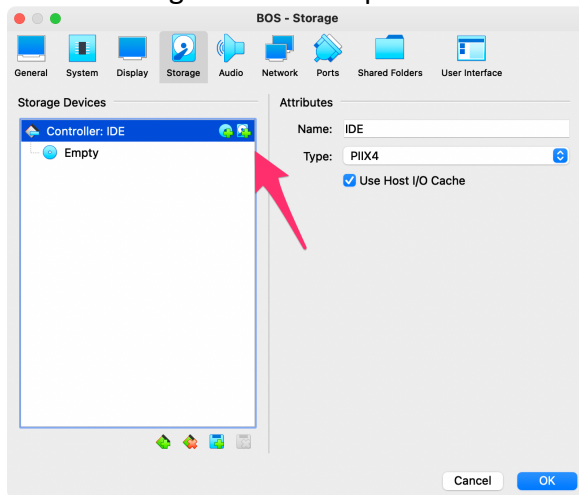 BOS - Storage
General System Display Storage Audio Network Ports Shared Folders User Interface
Storage Devices
Controller: IDE
Empty
Attributes
Name: IDE
Type: PIIX4
Use Host I/O Cache
Cancel OK